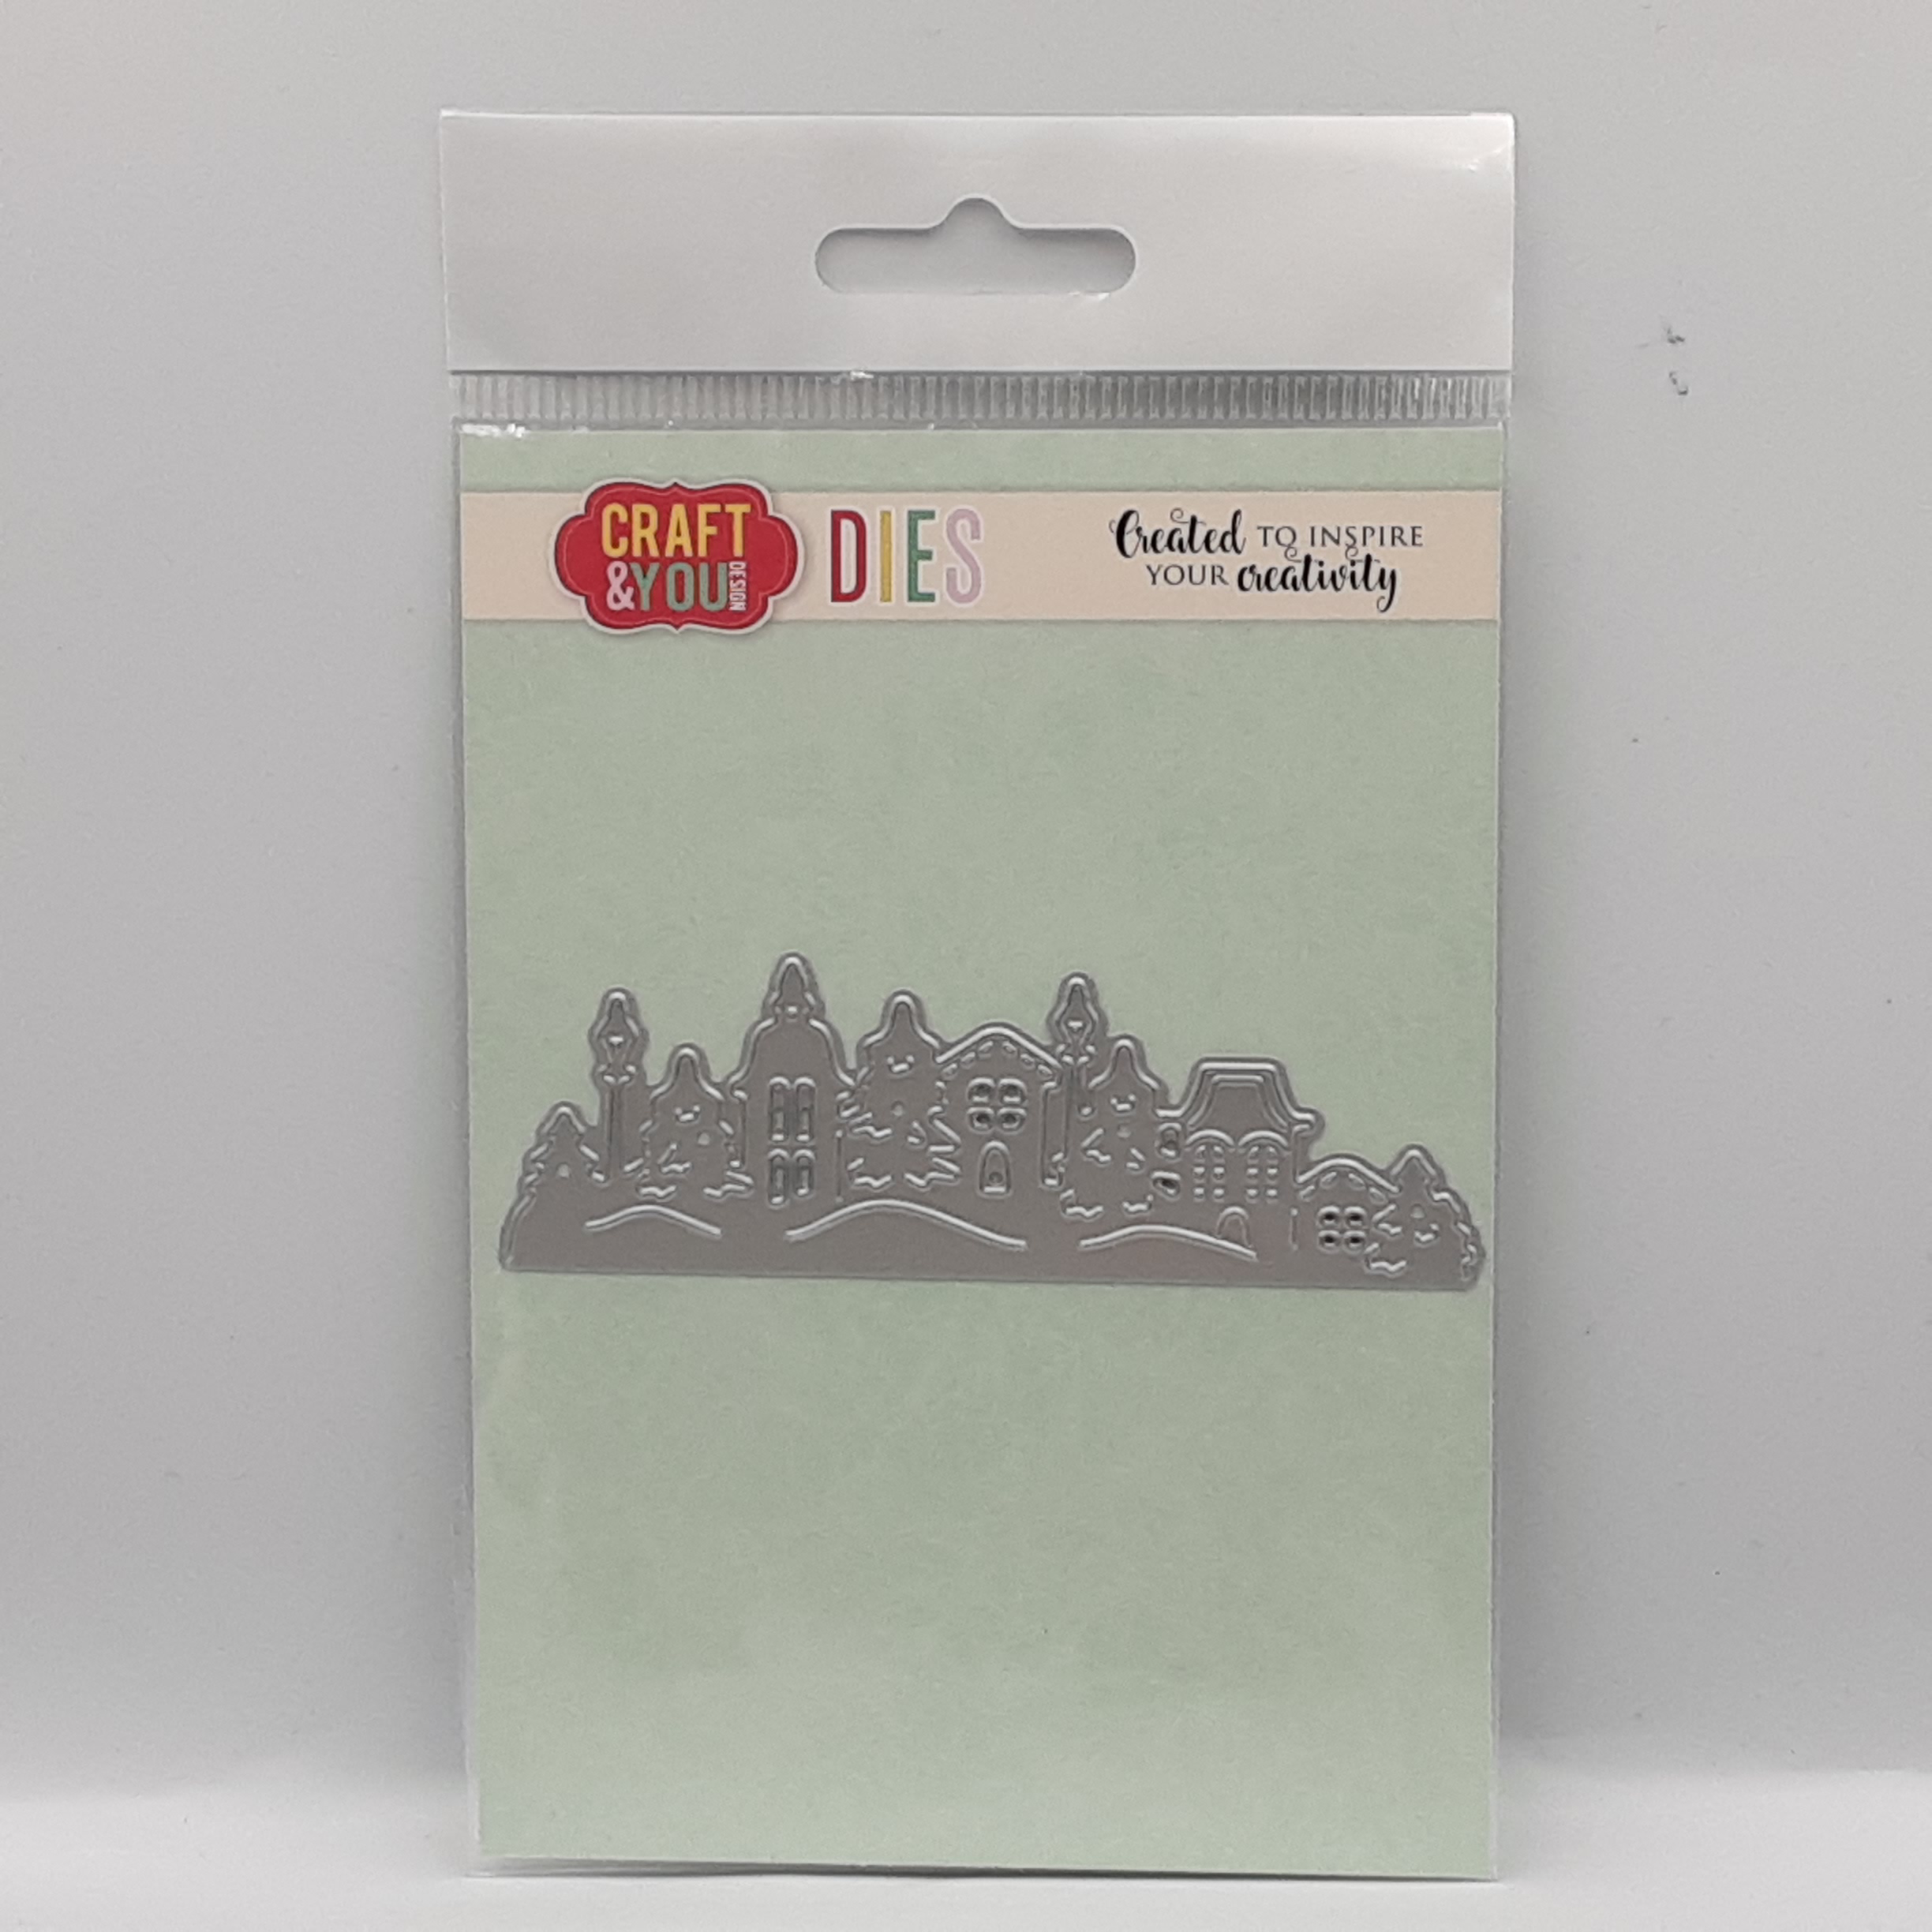 CRAFT
&YOU
DESIGN
DIES
Created TO INSPIRE
YOUR creativity